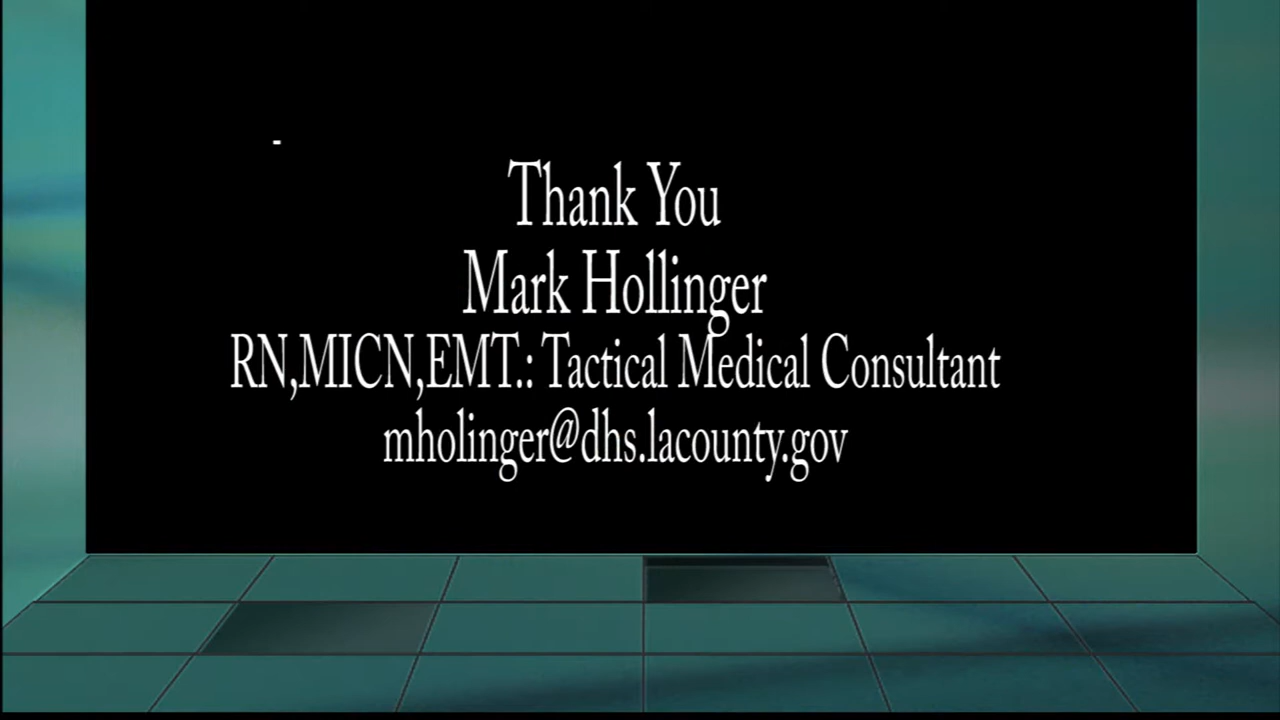 -
Thank You
Mark Hollinger
RN,MICN,EMT.: Tactical Medical Consultant
mholinger@dhs.lacounty.gov